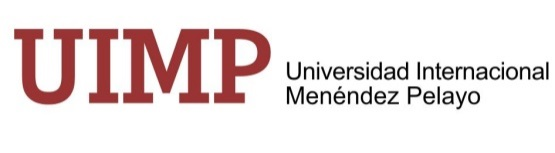 UIMP
Universidad Internacional
Menéndez Pelayo